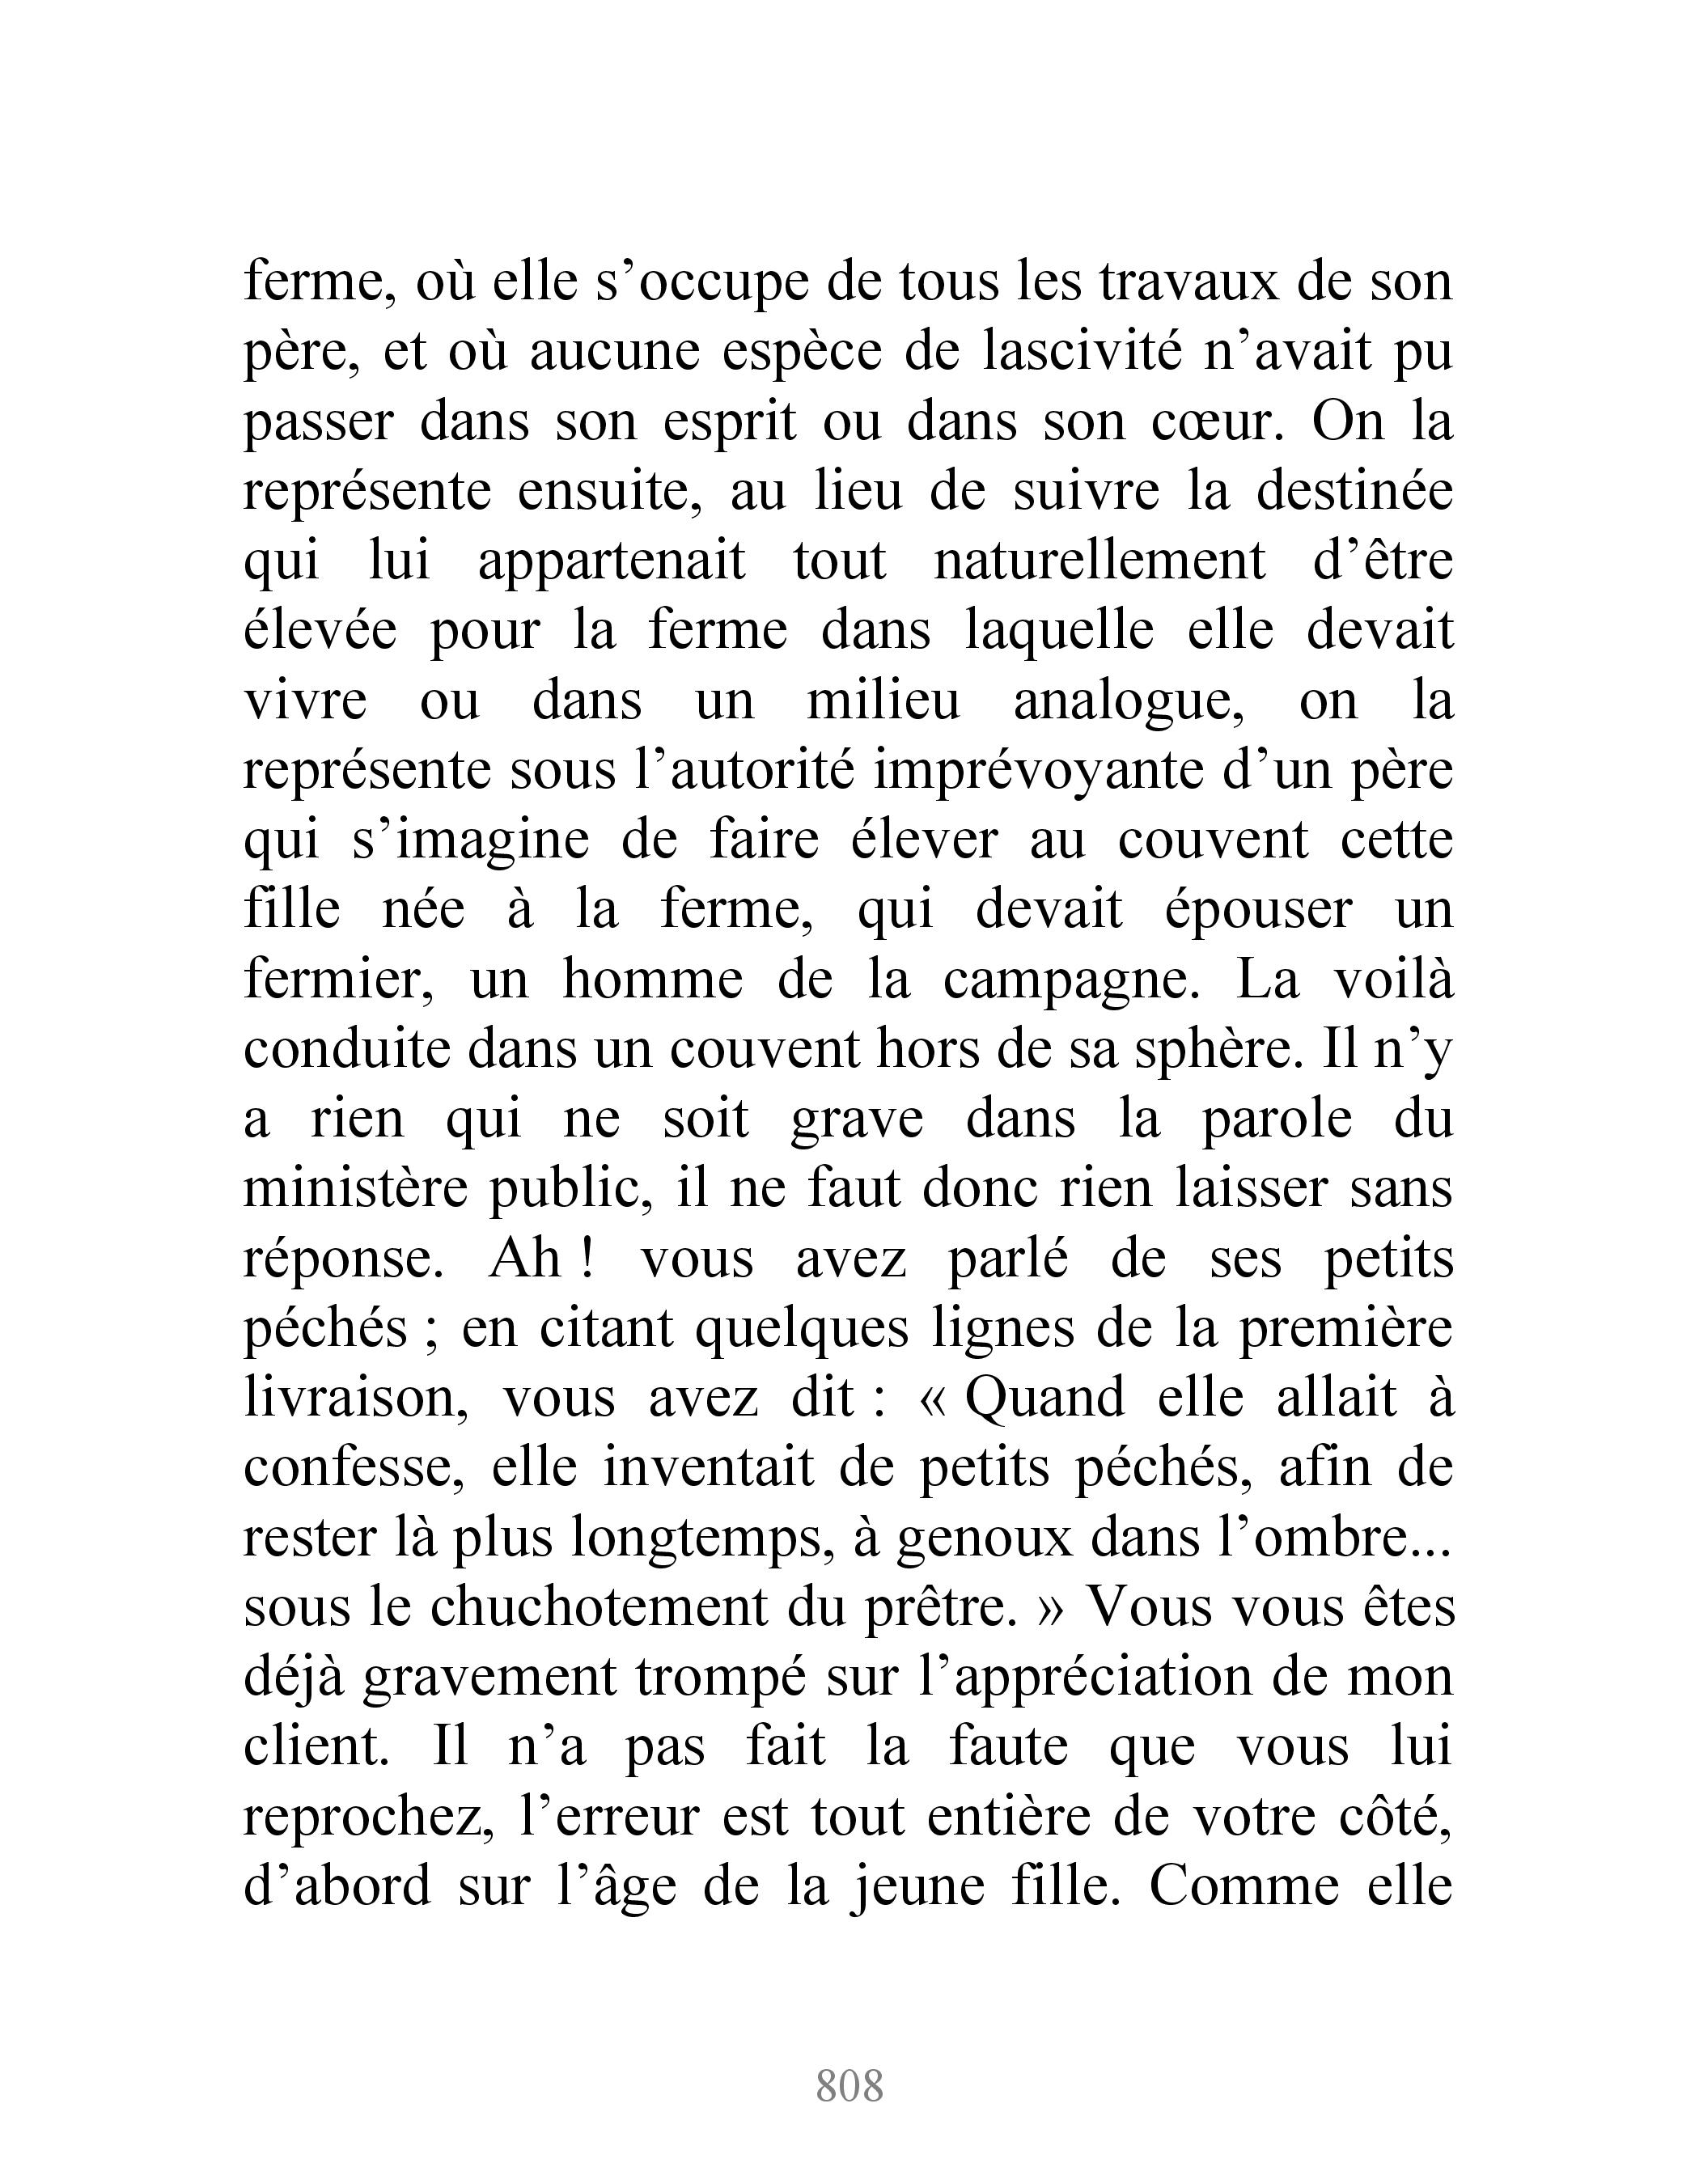 ferme, où elle s’occupe de tous les travaux de son
père, et où aucune espèce de lascivité n’avait pu
passer dans son esprit ou dans son cœur. On la
représente ensuite, au lieu de suivre la destinée
qui lui appartenait tout naturellement d’être
élevée pour la ferme dans laquelle elle devait
vivre ou dans un milieu analogue, on la
représente sous l’autorité imprévoyante d’un père
qui s’imagine de faire élever au couvent cette
fille née à la ferme, qui devait épouser un
fermier, un homme de la campagne. La voilà
conduite dans un couvent hors de sa sphère. Il n’y
a rien qui ne soit grave dans la parole du
ministère public, il ne faut donc rien laisser sans
réponse. Ah ! vous avez parlé de ses petits
péchés ; en citant quelques lignes de la première
livraison, vous avez dit : « Quand elle allait à
confesse, elle inventait de petits péchés, afin de
rester là plus longtemps, à genoux dans l’ombre...
sous le chuchotement du prêtre. » Vous vous êtes
déjà gravement trompé sur l’appréciation de mon
client. Il n’a pas fait la faute que vous lui
reprochez, l’erreur est tout entière de votre côté,
d’abord sur l’âge de la jeune fille. Comme elle
808